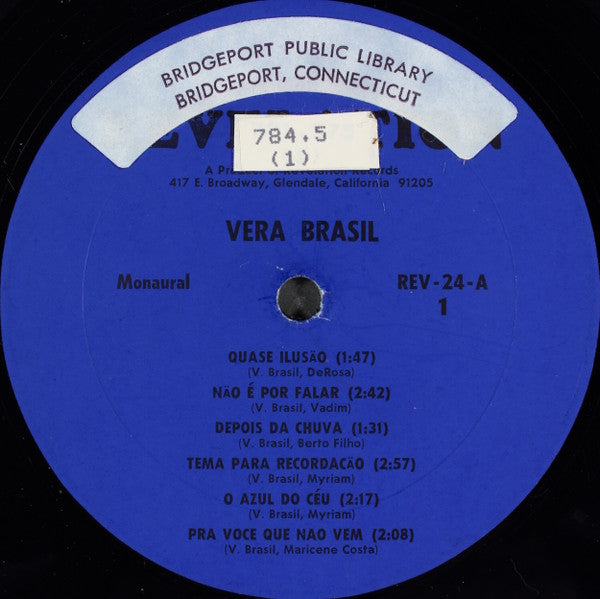 BRIDGEPORT PUBLIC LIBRARY
BRIDGEPORT, CONNECTICUT
784.5
(1)
417 E. Broadway, Glendale, California 91205
VERA BRASIL
Monaural
REV-24-A
1
QUASE ILUSÃO (1:47)
(V. Brasil, DeRosa)
NÃO É POR FALAR (2:42)
(V. Brasil, Vadim)
DEPOIS DA CHUVA (1:31)
(V. Brasil, Berto Filho)
TEMA PARA RECORDACÃO (2:57)
(V. Brasil, Myriam)
O AZUL DO CÉU (2:17)
(V. Brasil, Myriam)
PRA VOCE QUE NAO VEM (2:08)
(V. Brasil, Maricene Costa)